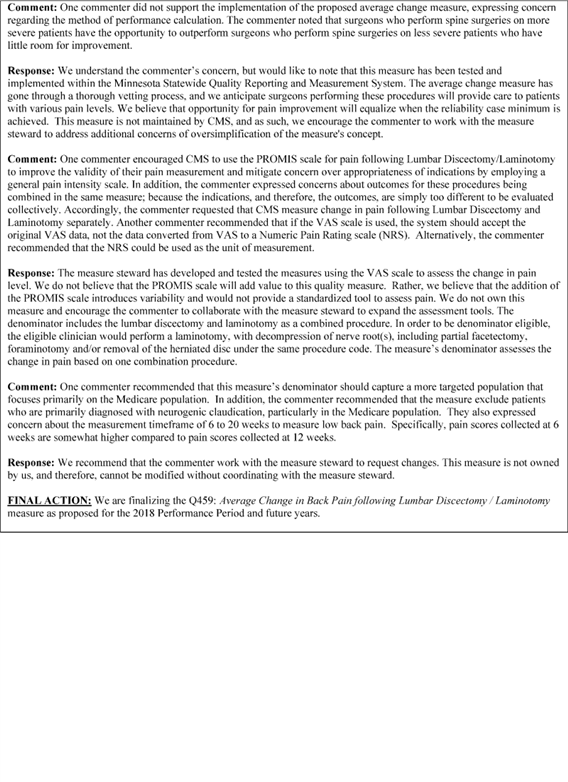 Comment: One commenter did not support the implementation of the proposed average change measure, expressing concern
regarding the method of performance calculation. The commenter noted that surgeons who perform spine surgeries on more
severe patients have the opportunity to outperform surgeons who perform spine surgeries on less severe patients who have
little room for improvement.
Response: We understand the commenter's concern, but would like to note that this measure has been tested and
implemented within the Minnesota Statewide Quality Reporting and Measurement System. The average change measure has
gone through a thorough vetting process, and we anticipate surgeons performing these procedures will provide care to patients
with various pain levels. We believe that opportunity for pain improvement will equalize when the reliability case minimum is
achieved. This measure is not maintained by CMS, and as such, we encourage the commenter to work with the measure
steward to address additional concerns of oversimplification of the measure's concept.
Comment: One commenter encouraged CMS to use the PROMIS scale for pain following Lumbar Discectomy/Laminotomy
to improve the validity of their pain measurement and mitigate concern over appropriateness of indications by employing a
general pain intensity scale. In addition, the commenter expressed concerns about outcomes for these procedures being
combined in the same measure; because the indications, and therefore, the outcomes, are simply too different to be evaluated
collectively. Accordingly, the commenter requested that CMS measure change in pain following Lumbar Discectomy and
Laminotomy separately. Another commenter recommended that if the VAS scale is used, the system should accept the
original VAS data, not the data converted from VAS to a Numeric Pain Rating scale (NRS). Alternatively, the commenter
recommended that the NRS could be used as the unit of measurement.
Response: The measure steward has developed and tested the measures using the VAS scale to assess the change in pain
level. We do not believe that the PROMIS scale will add value to this quality measure. Rather, we believe that the addition of
the PROMIS scale introduces variability and would not provide a standardized tool to assess pain. We do not own this
measure and encourage the commenter to collaborate with the measure steward to expand the assessment tools. The
denominator includes the lumbar discectomy and laminotomy as a combined procedure. In order to be denominator eligible,
the eligible clinician would perform a laminotomy, with decompression of nerve root(s), including partial facetectomy,
foraminotomy and/or removal of the herniated disc under the same procedure code. The measure's denominator assesses the
change in pain based on one combination procedure.
Comment: One commenter recommended that this measure's denominator should capture a more targeted population that
focuses primarily on the Medicare population. In addition, the commenter recommended that the measure exclude patients
who are primarily diagnosed with neurogenic claudication, particularly in the Medicare population. They also expressed
concern about the measurement timeframe of 6 to 20 weeks to measure low back pain. Specifically, pain scores collected at 6
weeks are somewhat higher compared to pain scores collected at 12 weeks.
Response: We recommend that the commenter work with the measure steward to request changes. This measure is not owned
by us, and therefore, cannot be modified without coordinating with the measure steward.
FINAL ACTION: We are finalizing the Q459: Average Change in Back Pain following Lumbar Discectomy / Laminotomy
measure as proposed for the 2018 Performance Period and future years.